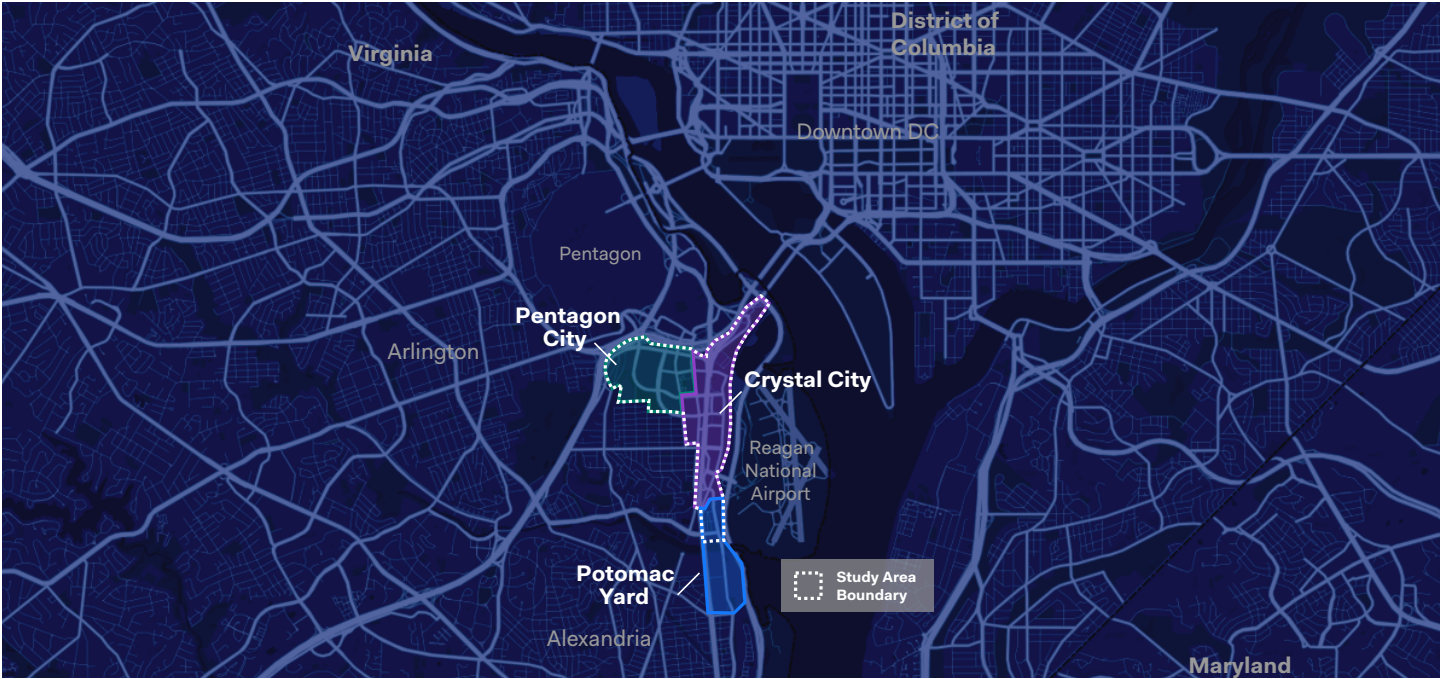 District of
Columbia
Virginia
Downtown DC
Pentagon
Pentagon
City
Arlington
Crystal City
Reagan
National
Airport
Potomac
Yard
Study Area
Boundary
Alexandria
Maryland